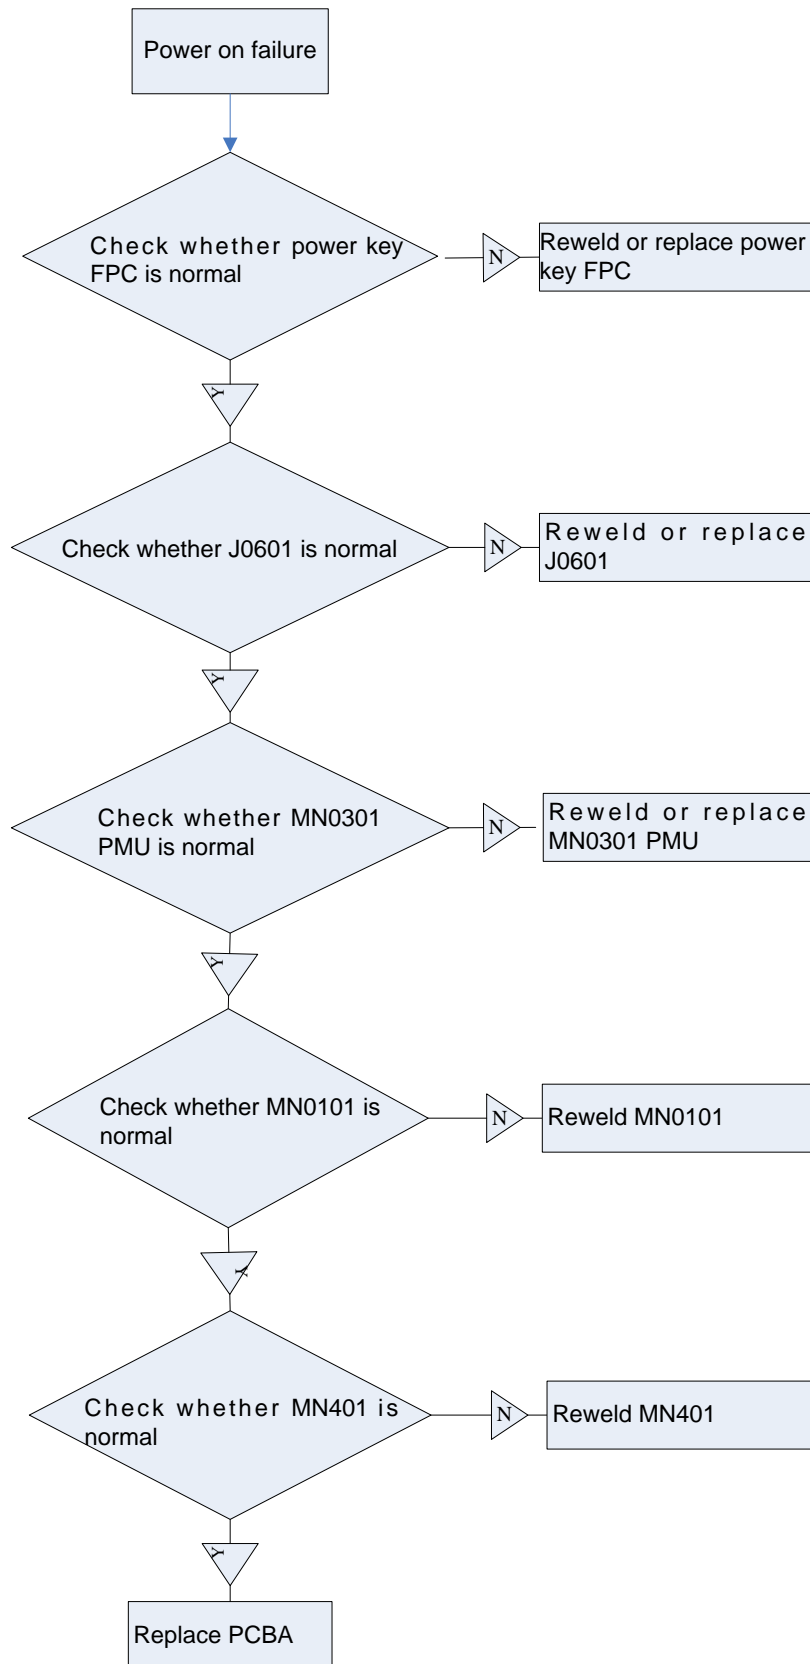 Power on failure
Check whether power key
FPC is normal
N
Reweld or replace power
key FPC
Y
Check whether J0601 is normal
N
Reweld or replace
J0601
Y
Check whether MN0301
PMU is normal
N
Reweld or replace
MN0301 PMU
Y
Check whether MN0101 is
normal
N
Reweld MN0101
Y
Check whether MN401 is
normal
N
Reweld MN401
Y
Replace PCBA